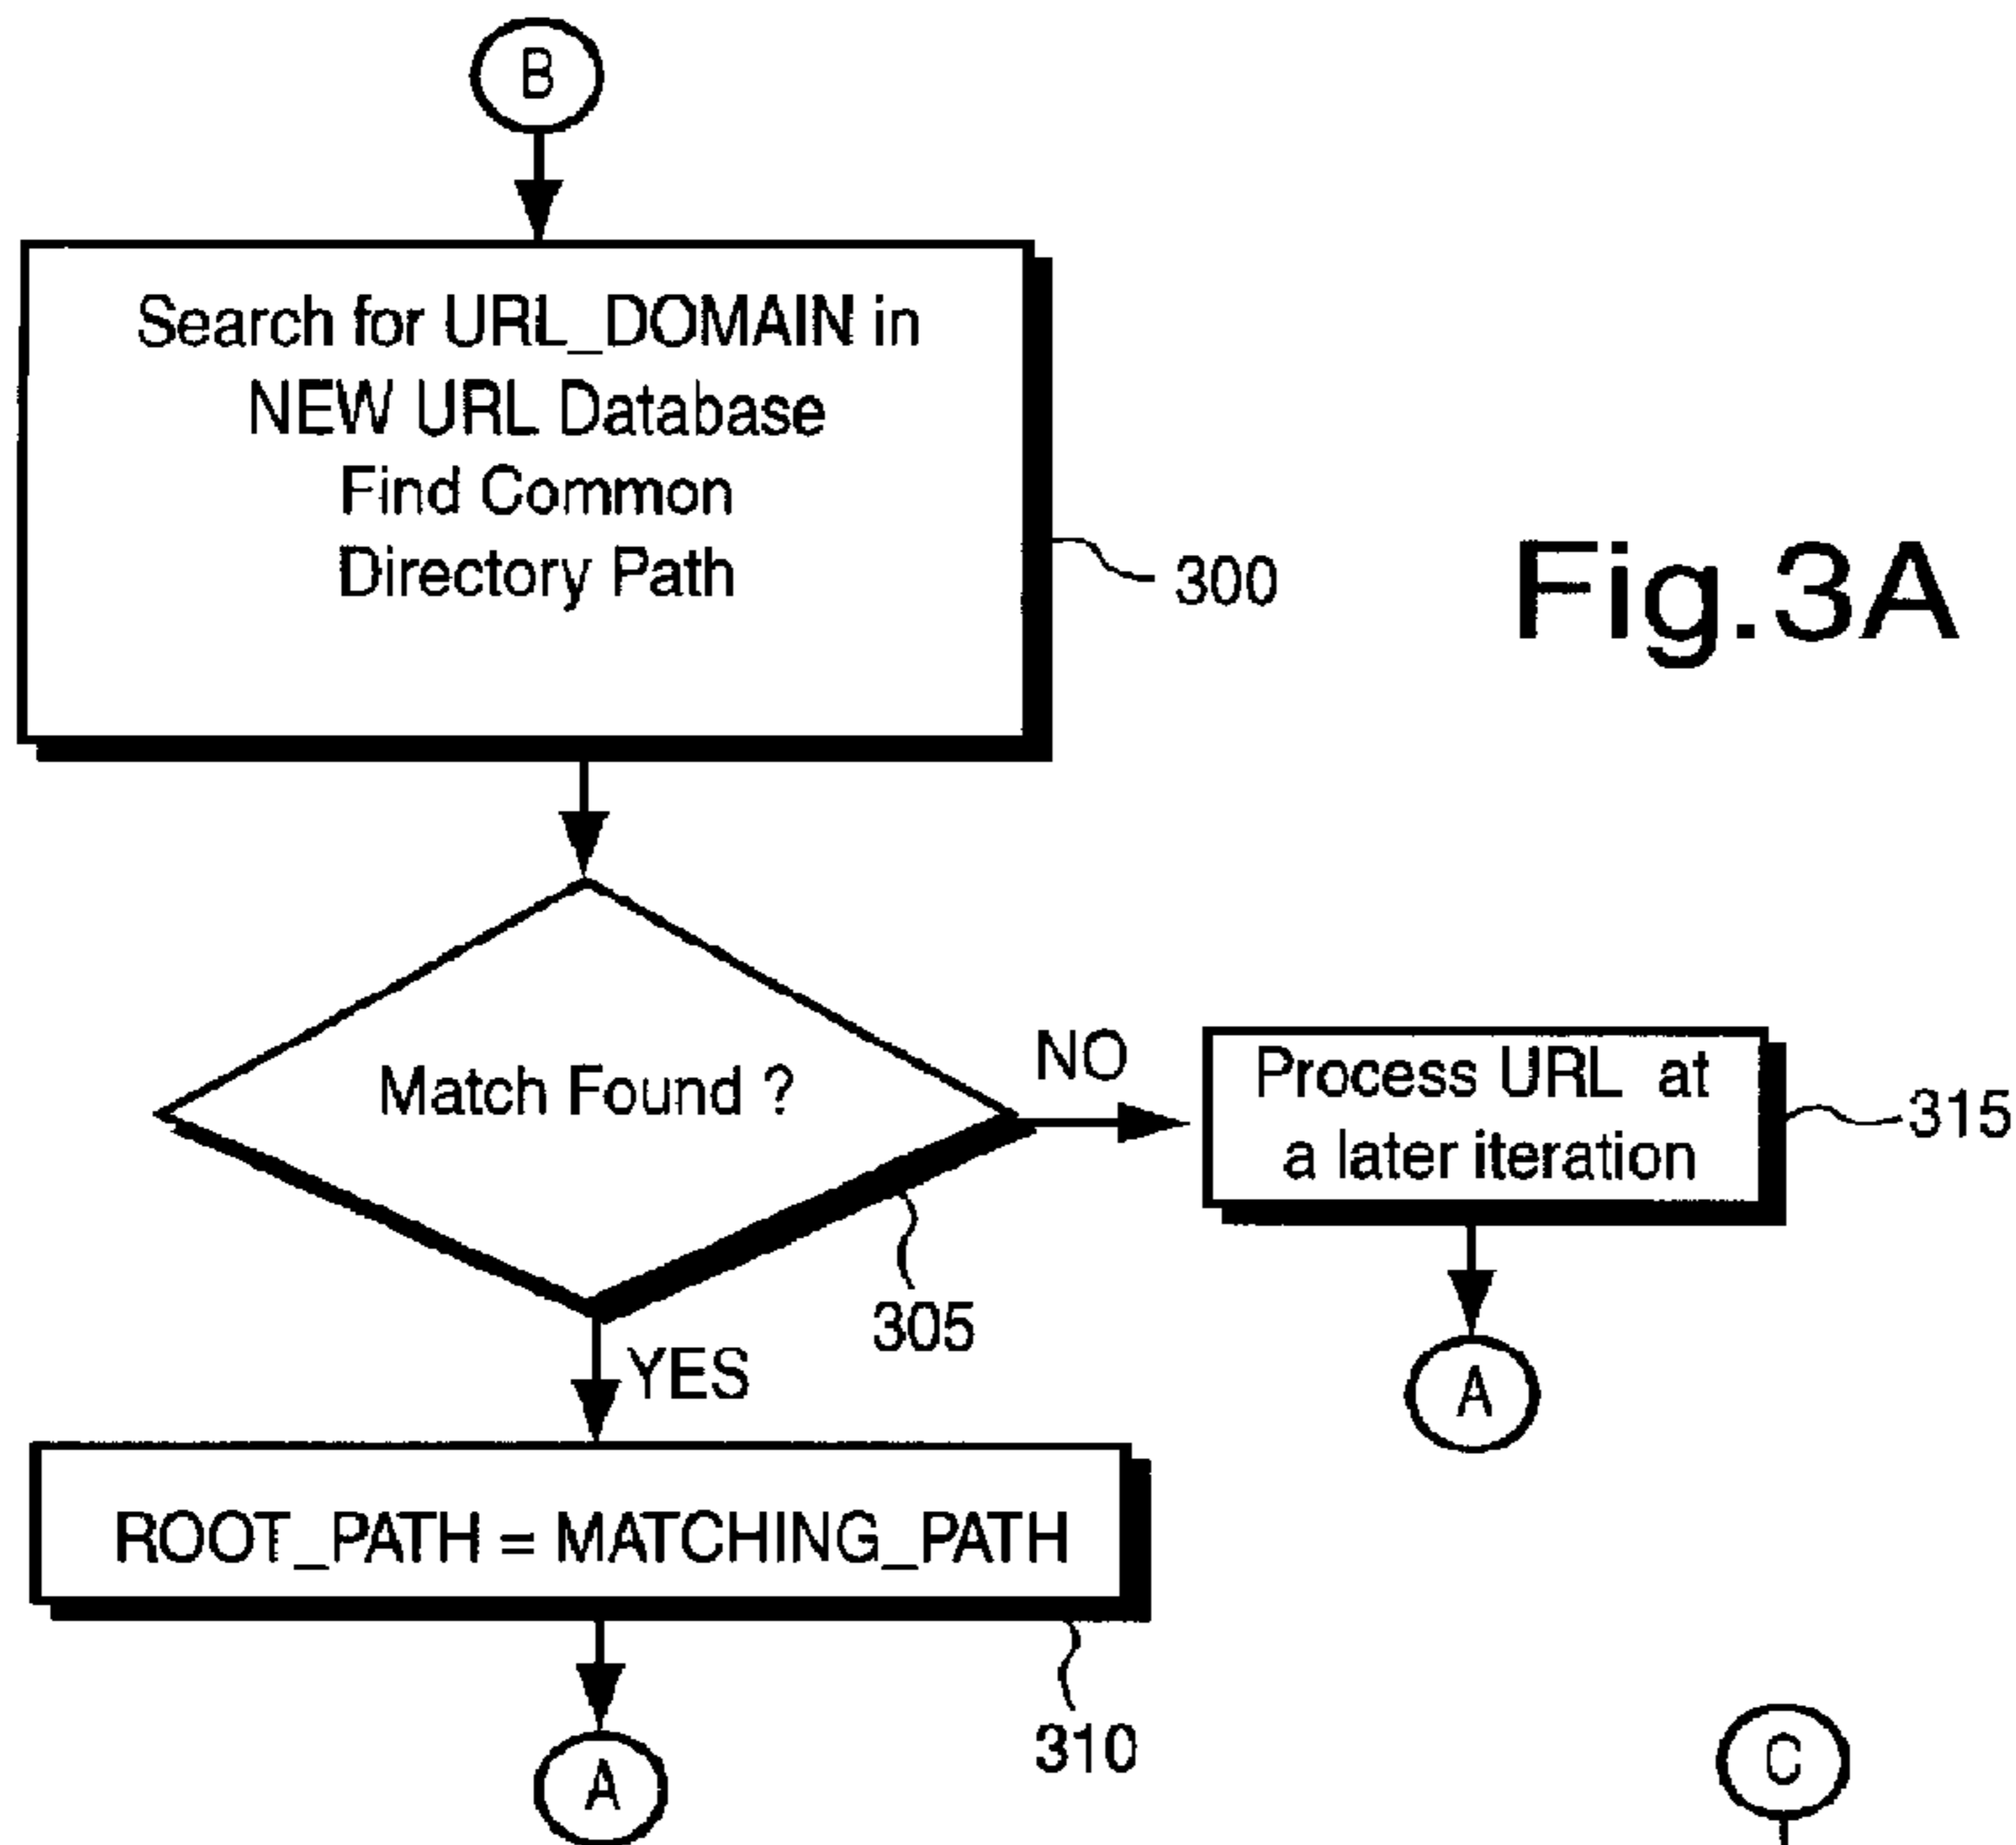 B
Search for URL_DOMAIN in
NEW URL Database
Find Common
Directory Path
300
Fig.3A
Match Found ?
NO
Process URL at
a later iteration
315
305
YES
A
ROOT_PATH = MATCHING_PATH
310
A
C